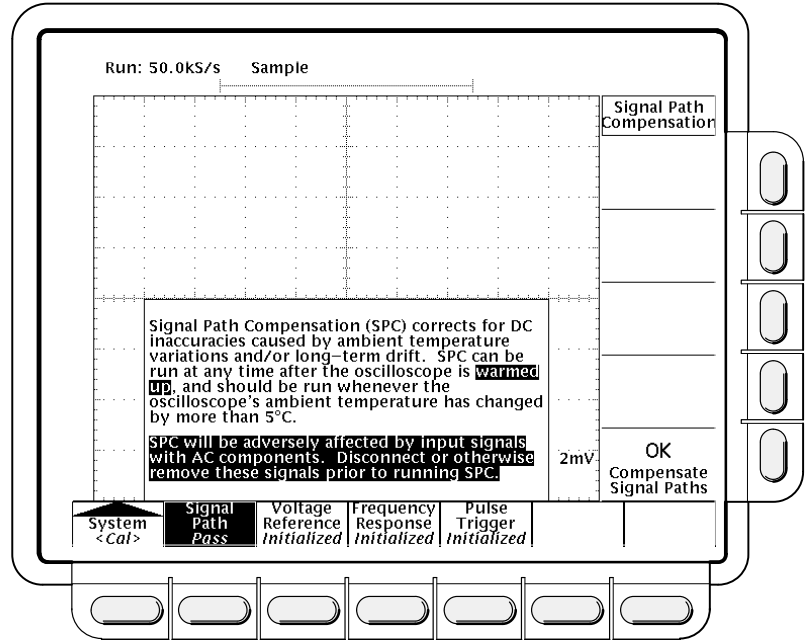 Run: 50.0kS/s Sample
Signal Path
Compensation
Signal Path Compensation (SPC) corrects for DC
inaccuracies caused by ambient temperature
variations and/or long–term drift. SPC can be
run at any time after the oscilloscope is warmed
up, and should be run whenever the
oscilloscope's ambient temperature has changed
by more than 5°C.
SPC will be adversely affected by input signals
with AC components. Disconnect or otherwise
remove these signals prior to running SPC.
2mV
OK
Compensate
Signal Paths
System
<Cal>
Signal
Path
Pass
Voltage
Reference
Initialized
Frequency
Response
Initialized
Pulse
Trigger
Initialized